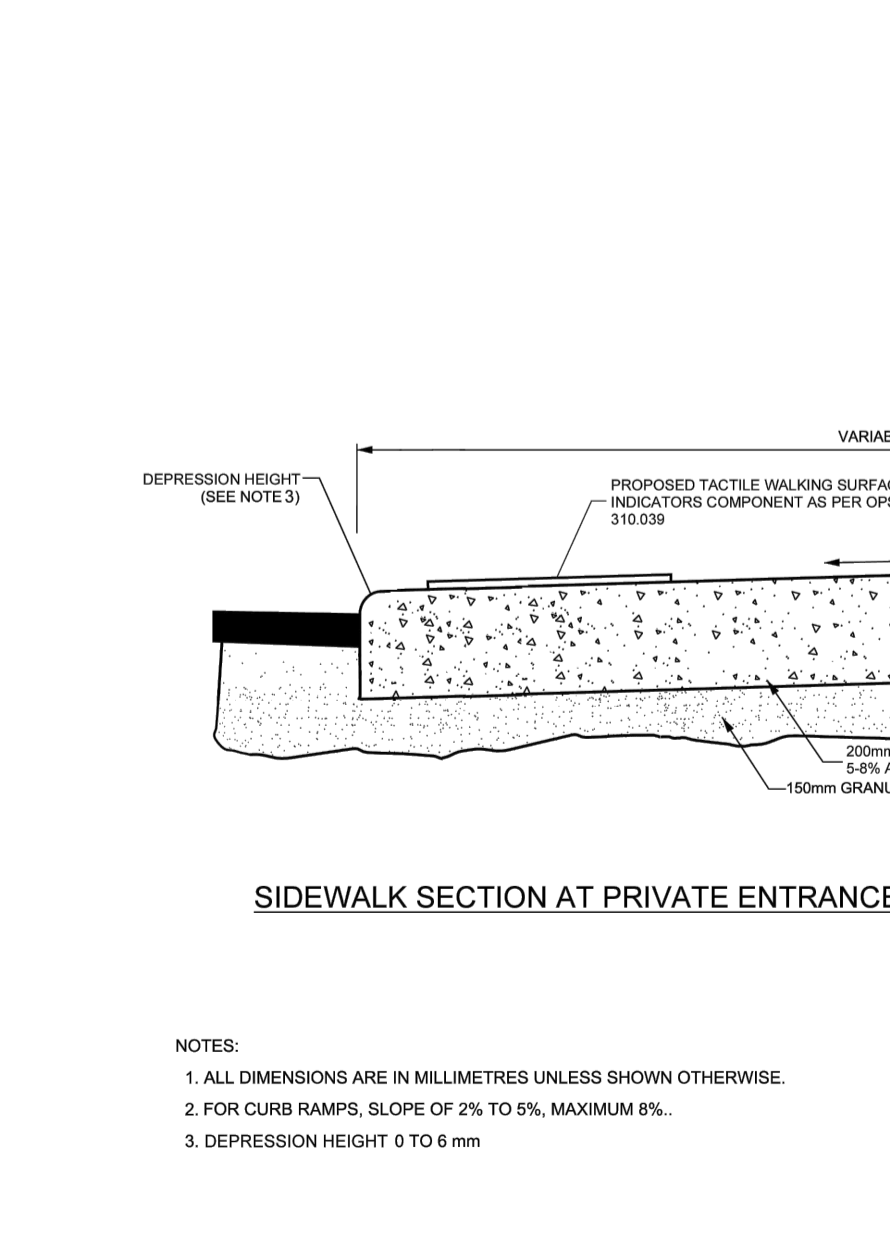 VARIAB
DEPRESSION HEIGHT
(SEE NOTE 3)
PROPOSED TACTILE WALKING SURFAC
INDICATORS COMPONENT AS PER OPS
310.039
200mm
5-8% A
150mm GRANU
SIDEWALK SECTION AT PRIVATE ENTRANCE
NOTES:
1. ALL DIMENSIONS ARE IN MILLIMETRES UNLESS SHOWN OTHERWISE.
2. FOR CURB RAMPS, SLOPE OF 2% TO 5%, MAXIMUM 8%..
3. DEPRESSION HEIGHT 0 TO 6 mm